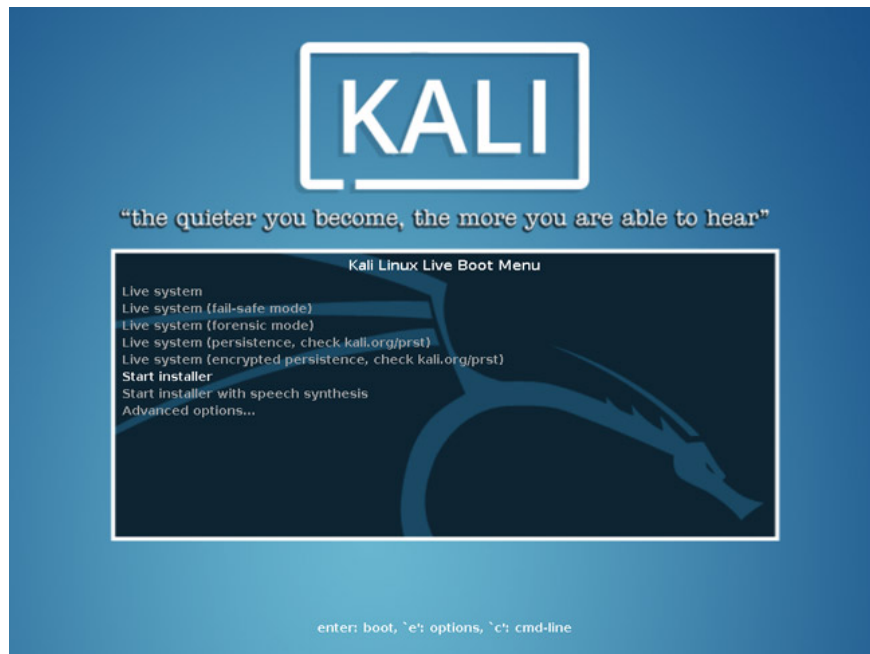 KALI
“the quieter you become, the more you are able to hear”
Kali Linux Live Boot Menu
Live system
Live system (fail-safe mode)
Live system (forensic mode)
Live system (persistence, check kali.org/prst)
Live system (encrypted persistence, check kali.org/prst)
Start installer
Start installer with speech synthesis
Advanced options...
enter: boot, `e': options, `c': cmd-line